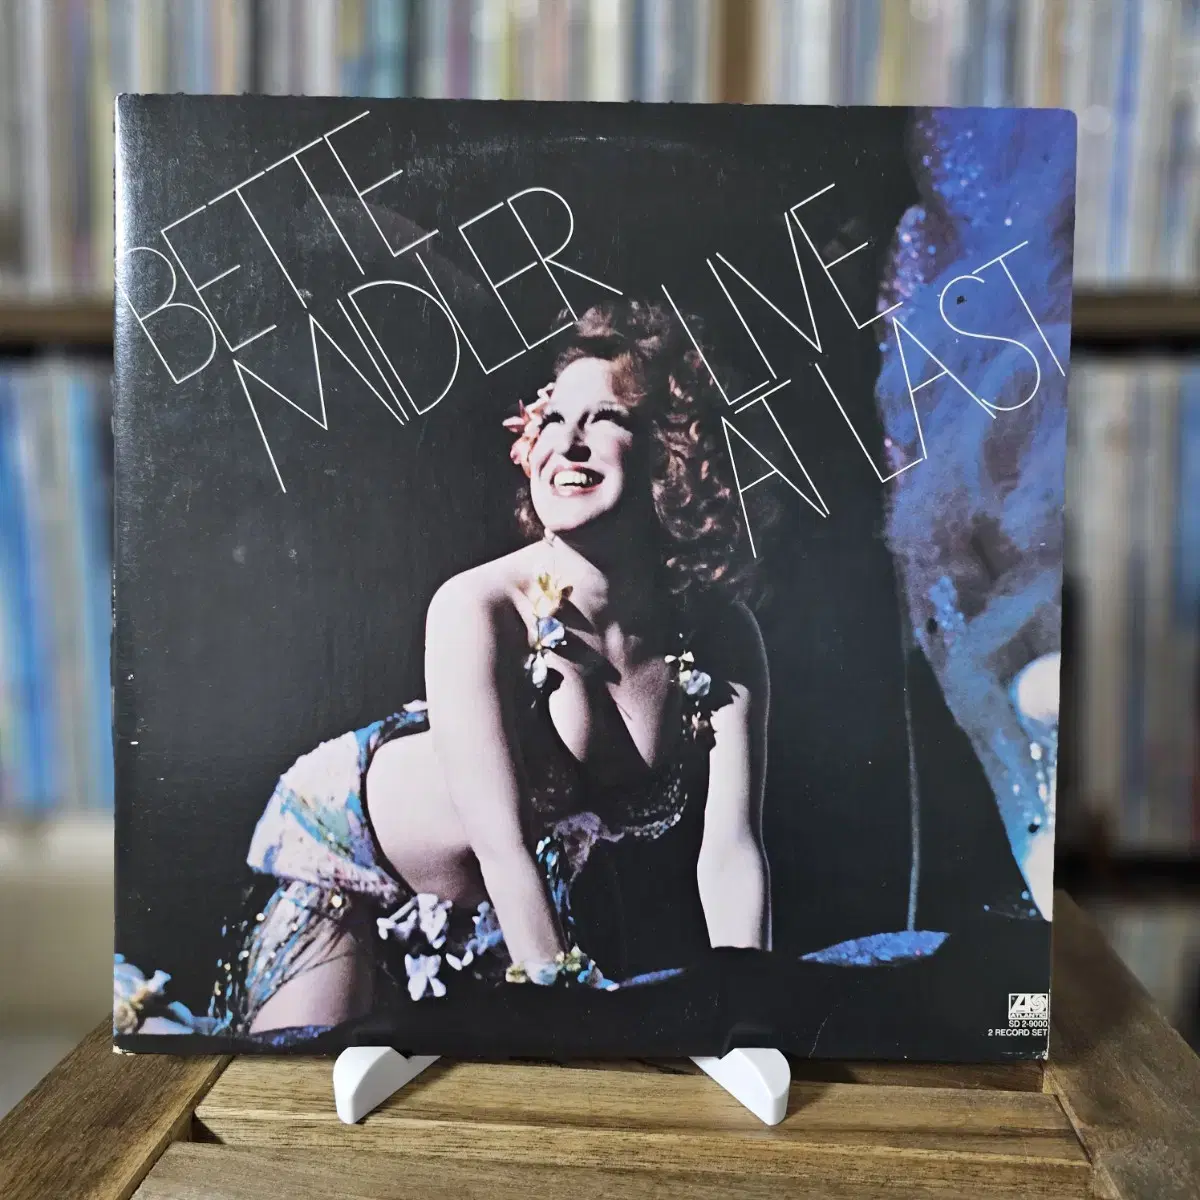 BETTE
MIDLER
LIVE
AT LAST
ATLANTIC
SD 2-9000
2 RECORD SET